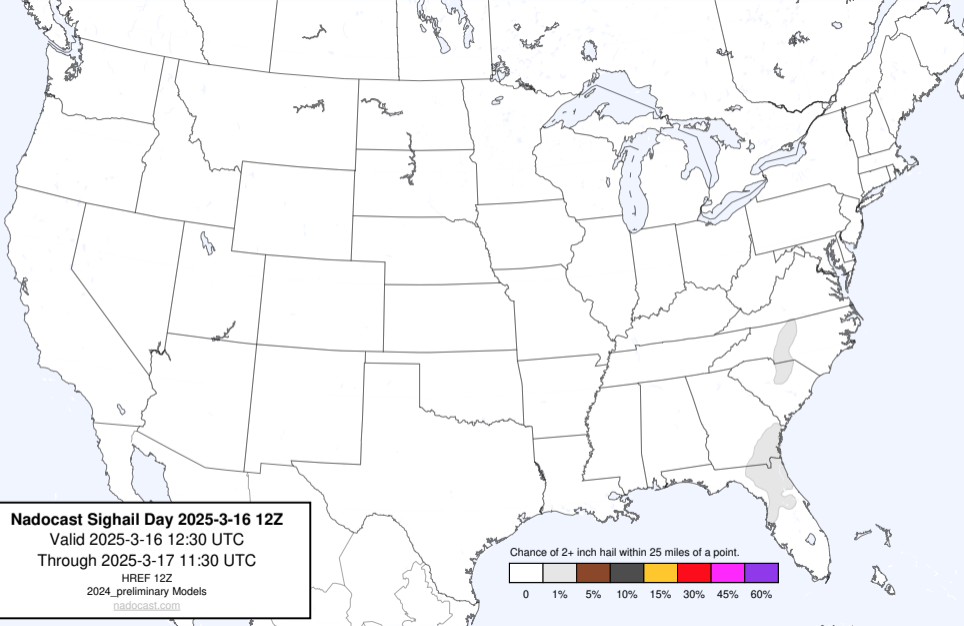 Nadocast Sighail Day 2025-3-16 12Z
Valid 2025-3-16 12:30 UTC
Through 2025-3-17 11:30 UTC
HREF 12Z
2024_preliminary Models
nadocast.com
Chance of 2+ inch hail within 25 miles of a point.
0 1% 5% 10% 15% 30% 45% 60%